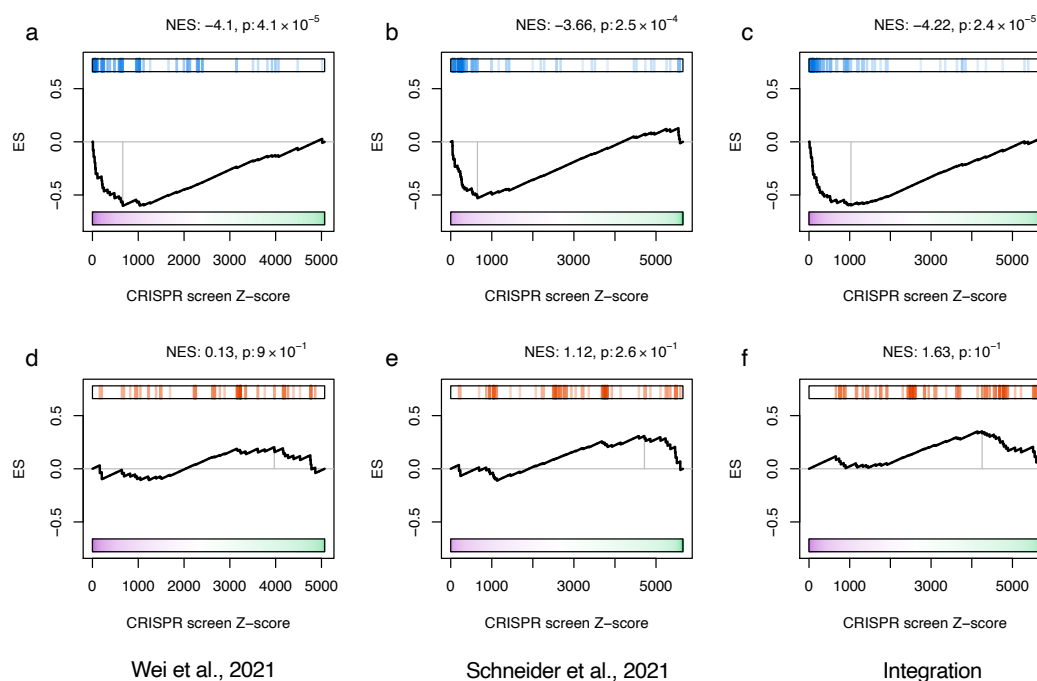 a
NES: −4.1, p: 4.1 × 10−5
b
NES: −3.66, p: 2.5 × 10−4
c
NES: −4.22, p: 2.4 × 10−5
ES
0.5
0.0
−0.5
0 1000 2000 3000 4000 5000
CRISPR screen Z−score
ES
0.5
0.0
−0.5
0 1000 3000 5000
CRISPR screen Z−score
ES
0.5
0.0
−0.5
0 1000 3000 5000
CRISPR screen Z−score
d
NES: 0.13, p: 9 × 10−1
e
NES: 1.12, p: 2.6 × 10−1
f
NES: 1.63, p: 10−1
ES
0.5
0.0
−0.5
0 1000 2000 3000 4000 5000
CRISPR screen Z−score
ES
0.5
0.0
−0.5
0 1000 3000 5000
CRISPR screen Z−score
ES
0.5
0.0
−0.5
0 1000 3000 5000
CRISPR screen Z−score
Wei et al., 2021
Schneider et al., 2021
Integration